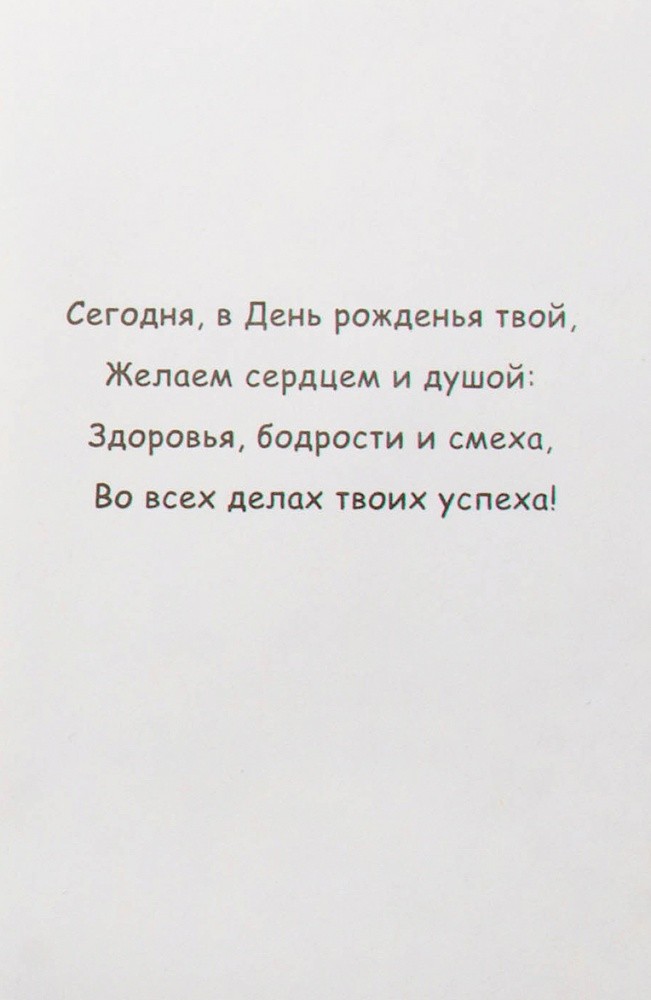 Сегодня, в День рожденья твой,
Желаем сердцем и душой:
Здоровья, бодрости и смеха,
Во всех делах твоих успеха!